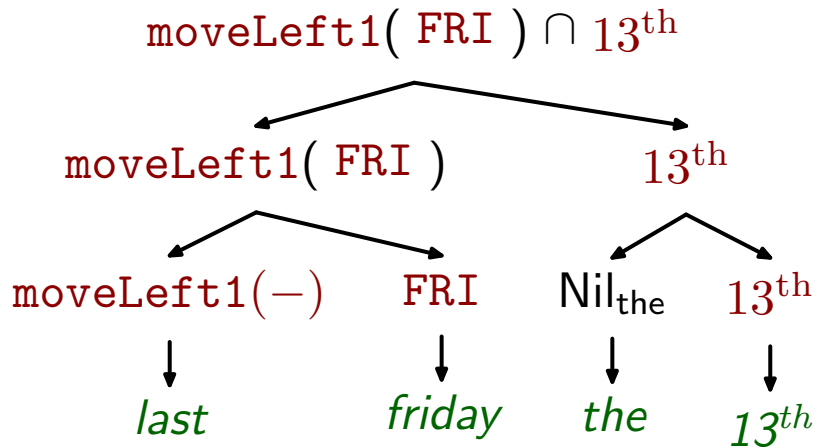 moveLeft1( FRI ) ∩ 13th
moveLeft1( FRI ) 13th
moveLeft1(−) FRI Nilthe 13th
last friday the 13th